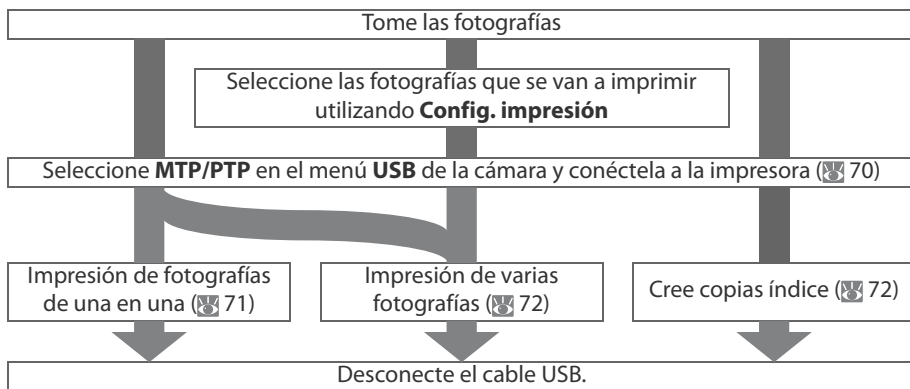 Tome las fotografías
Seleccione las fotografías que se van a imprimir
utilizando Config. impresión
Seleccione MTP/PTP en el menú USB de la cámara y conéctela a la impresora ( 70)
Impresión de fotografías
de una en una ( 71)
Impresión de varias
fotografías ( 72)
Cree copias índice ( 72)
Desconecte el cable USB.